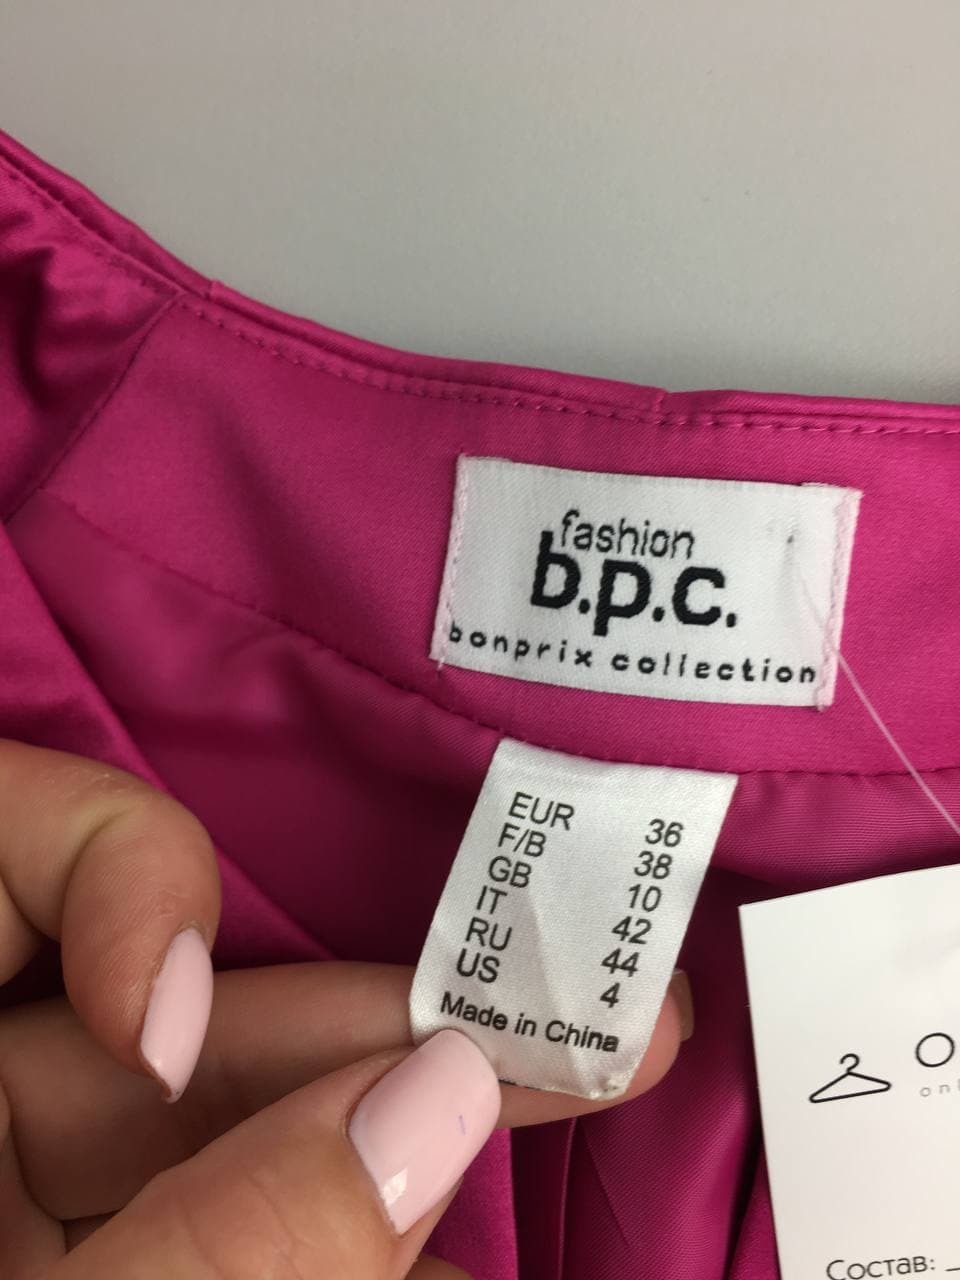 fashion
b.p.c.
bonprix collection
EUR 36
F/B 38
GB 10
IT 42
RU 44
US 4
Made in China
Состав: